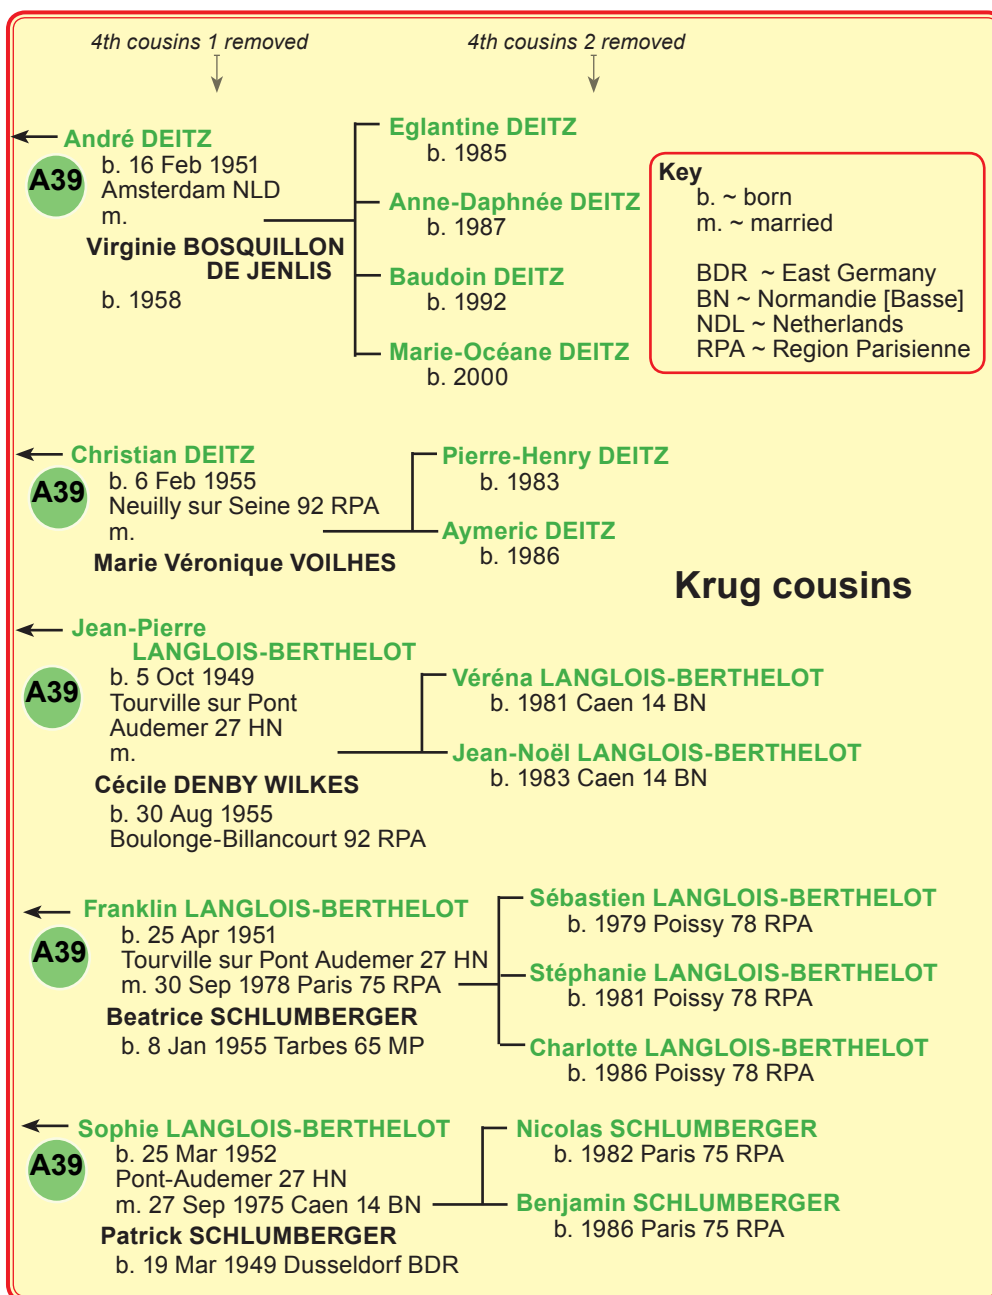 4th cousins 1 removed
4th cousins 2 removed
André DEITZ
A39
b. 16 Feb 1951
Amsterdam NLD
m.
Virginie BOSQUILLON
DE JENLIS
b. 1958
Eglantine DEITZ
b. 1985
Anne-Daphnée DEITZ
b. 1987
Baudoin DEITZ
b. 1992
Marie-Océane DEITZ
b. 2000
Key
b. ~ born
m. ~ married
BDR ~ East Germany
BN ~ Normandie [Basse]
NDL ~ Netherlands
RPA ~ Region Parisienne
Christian DEITZ
A39
b. 6 Feb 1955
Neuilly sur Seine 92 RPA
m.
Marie Véronique VOILHES
Pierre-Henry DEITZ
b. 1983
Aymeric DEITZ
b. 1986
Krug cousins
Jean-Pierre
LANGLOIS-BERTHELOT
A39
b. 5 Oct 1949
Tourville sur Pont
Audemer 27 HN
m.
Cécile DENBY WILKES
b. 30 Aug 1955
Boulonge-Billancourt 92 RPA
Véréna LANGLOIS-BERTHELOT
b. 1981 Caen 14 BN
Jean-Noël LANGLOIS-BERTHELOT
b. 1983 Caen 14 BN
Franklin LANGLOIS-BERTHELOT
A39
b. 25 Apr 1951
Tourville sur Pont Audemer 27 HN
m. 30 Sep 1978 Paris 75 RPA
Beatrice SCHLUMBERGER
b. 8 Jan 1955 Tarbes 65 MP
Sébastien LANGLOIS-BERTHELOT
b. 1979 Poissy 78 RPA
Stéphanie LANGLOIS-BERTHELOT
b. 1981 Poissy 78 RPA
Charlotte LANGLOIS-BERTHELOT
b. 1986 Poissy 78 RPA
Sophie LANGLOIS-BERTHELOT
A39
b. 25 Mar 1952
Pont-Audemer 27 HN
m. 27 Sep 1975 Caen 14 BN
Patrick SCHLUMBERGER
b. 19 Mar 1949 Dusseldorf BDR
Nicolas SCHLUMBERGER
b. 1982 Paris 75 RPA
Benjamin SCHLUMBERGER
b. 1986 Paris 75 RPA